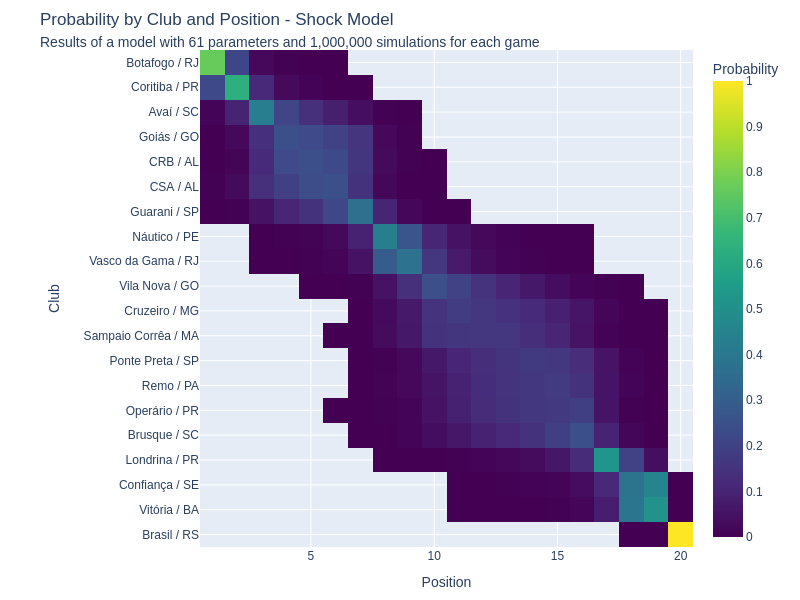 Probability by Club and Position - Shock Model
Results of a model with 61 parameters and 1,000,000 simulations for each game
Probability
Botafogo / RJ
Coritiba / PR
Avaí / SC
Goiás / GO
CRB / AL
CSA / AL
Guarani / SP
Náutico / PE
Vasco da Gama / RJ
Vila Nova / GO
Cruzeiro / MG
Sampaio Corrêa / MA
Ponte Preta / SP
Remo / PA
Operário / PR
Brusque / SC
Londrina / PR
Confiança / SE
Vitória / BA
Brasil / RS
Club
5
10
15
20
Position
1
0.9
0.8
0.7
0.6
0.5
0.4
0.3
0.2
0.1
0